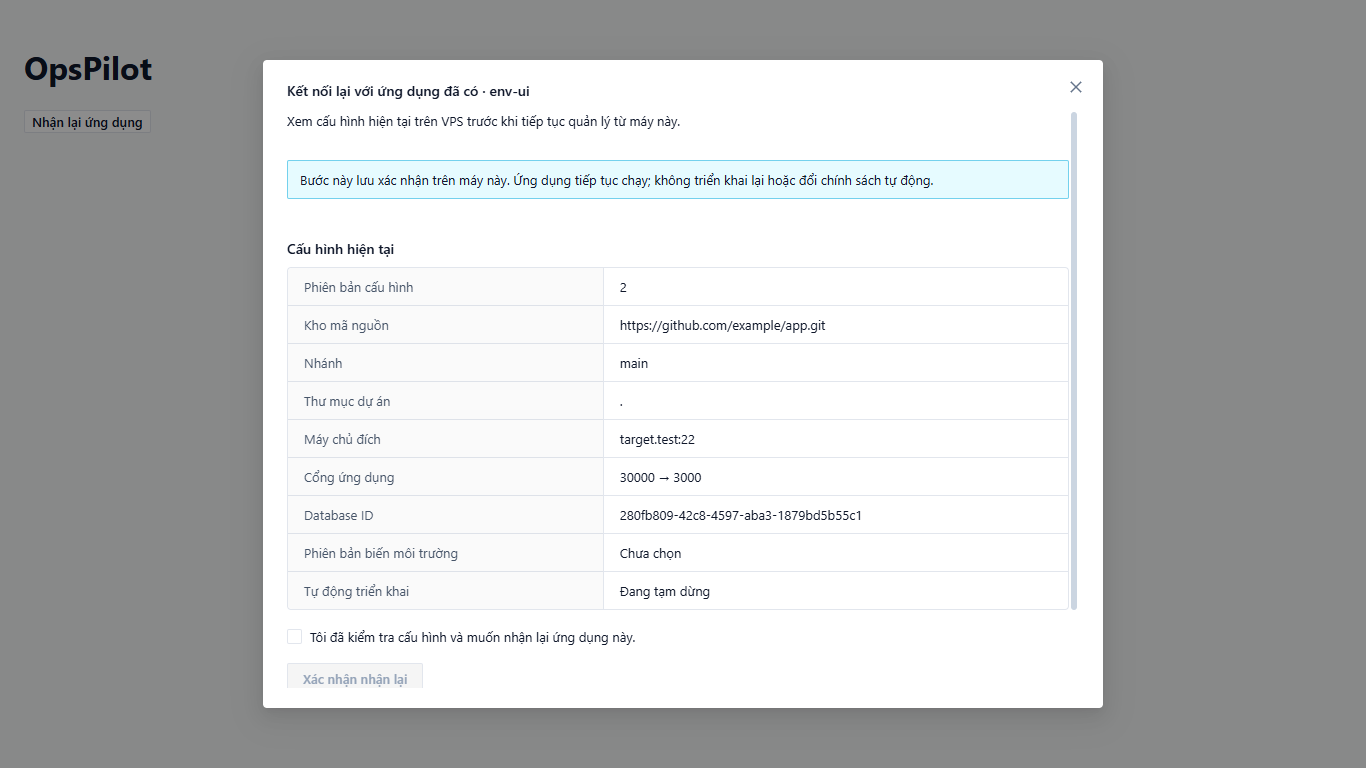 OpsPilot
Nhận lại ứng dụng
Kết nối lại với ứng dụng đã có · env-ui
Xem cấu hình hiện tại trên VPS trước khi tiếp tục quản lý từ máy này.
Bước này lưu xác nhận trên máy này. Ứng dụng tiếp tục chạy; không triển khai lại hoặc đổi chính sách tự động.
Cấu hình hiện tại
Phiên bản cấu hình 2
Kho mã nguồn https://github.com/example/app.git
Nhánh main
Thư mục dự án .
Máy chủ đích target.test:22
Cổng ứng dụng 30000 → 3000
Database ID 280fb809-42c8-4597-aba3-1879bd5b55c1
Phiên bản biến môi trường Chưa chọn
Tự động triển khai Đang tạm dừng
Tôi đã kiểm tra cấu hình và muốn nhận lại ứng dụng này.
Xác nhận nhận lại